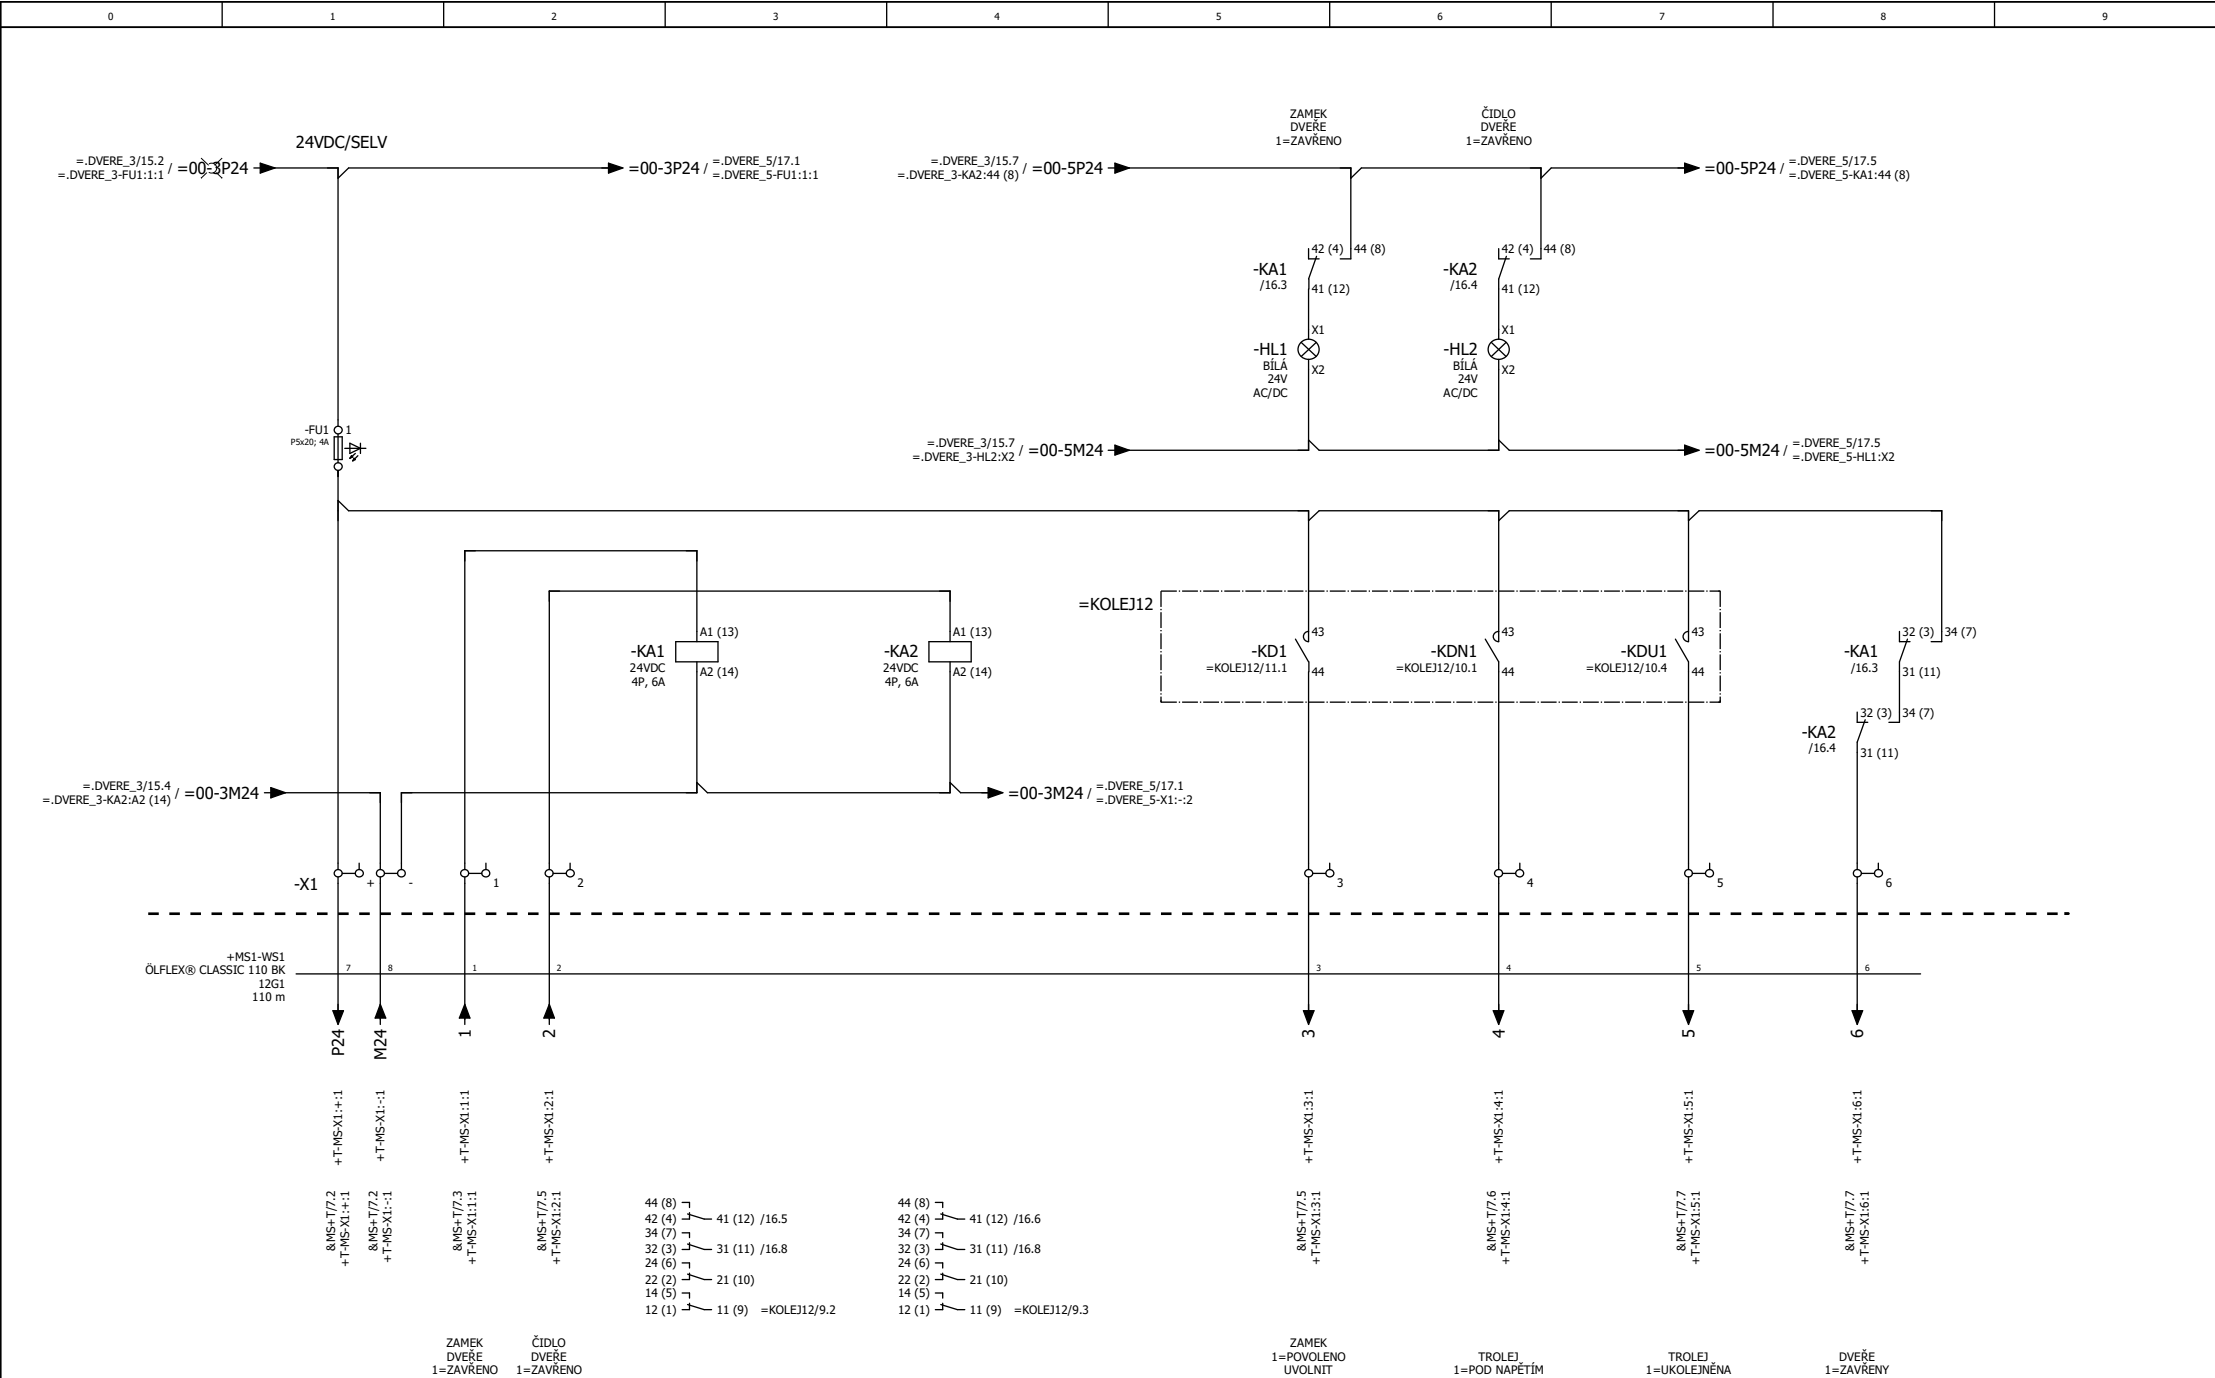 0 1 2 3 4 5 6 7 8 9
24VDC/SELV
=.DVERE_3/15.2
=.DVERE_3-FU1:1:1 / =00-3P24
=00-3P24 / =.DVERE_5/17.1
=.DVERE_5-FU1:1:1
=.DVERE_3/15.7
=.DVERE_3-KA2:44 (8) / =00-5P24
ZAMEK
DVEŘE
1=ZAVŘENO
ČIDLO
DVEŘE
1=ZAVŘENO
=00-5P24 / =.DVERE_5/17.5
=.DVERE_5-KA1:44 (8)
42 (4) 44 (8)
-KA1
/16.3
41 (12)
42 (4) 44 (8)
-KA2
/16.4
41 (12)
X1
-HL1
BÍLÁ
24V
AC/DC
X2
X1
-HL2
BÍLÁ
24V
AC/DC
X2
-FU1 1
P5x20; 4A
=.DVERE_3/15.7
=.DVERE_3-HL2:X2 / =00-5M24
=00-5M24 / =.DVERE_5/17.5
=.DVERE_5-HL1:X2
=KOLEJ12
A1 (13)
-KA1
24VDC
4P, 6A
A2 (14)
A1 (13)
-KA2
24VDC
4P, 6A
A2 (14)
43
-KD1
=KOLEJ12/11.1
44
43
-KDN1
=KOLEJ12/10.1
44
43
-KDU1
=KOLEJ12/10.4
44
32 (3) 34 (7)
-KA1
/16.3
31 (11)
32 (3) 34 (7)
-KA2
/16.4
31 (11)
=.DVERE_3/15.4
=.DVERE_3-KA2:A2 (14) / =00-3M24
=00-3M24 / =.DVERE_5/17.1
=.DVERE_5-X1:-:2
-X1 + - 1 2 3 4 5 6
+MS1-WS1
ÖLFLEX® CLASSIC 110 BK
12G1
110 m
7 8 1 2 3 4 5 6
P24 M24 1 2 3 4 5 6
+T-MS-X1:+:1
+T-MS-X1:-:1
+T-MS-X1:1:1
+T-MS-X1:2:1
+T-MS-X1:3:1
+T-MS-X1:4:1
+T-MS-X1:5:1
+T-MS-X1:6:1
&MS+T/7.2
+T-MS-X1:+:1
&MS+T/7.2
+T-MS-X1:-:1
&MS+T/7.3
+T-MS-X1:1:1
&MS+T/7.5
+T-MS-X1:2:1
&MS+T/7.5
+T-MS-X1:3:1
&MS+T/7.6
+T-MS-X1:4:1
&MS+T/7.7
+T-MS-X1:5:1
&MS+T/7.7
+T-MS-X1:6:1
44 (8)
42 (4) 41 (12) /16.5
34 (7)
32 (3) 31 (11) /16.8
24 (6)
22 (2) 21 (10)
14 (5)
12 (1) 11 (9) =KOLEJ12/9.2
44 (8)
42 (4) 41 (12) /16.6
34 (7)
32 (3) 31 (11) /16.8
24 (6)
22 (2) 21 (10)
14 (5)
12 (1) 11 (9) =KOLEJ12/9.3
ZAMEK
DVEŘE
1=ZAVŘENO
ČIDLO
DVEŘE
1=ZAVŘENO
ZAMEK
1=POVOLENO
UVOLNIT
TROLEJ
1=POD NAPĚTÍM
TROLEJ
1=UKOLEJNĚNA
DVEŘE
1=ZAVŘENY